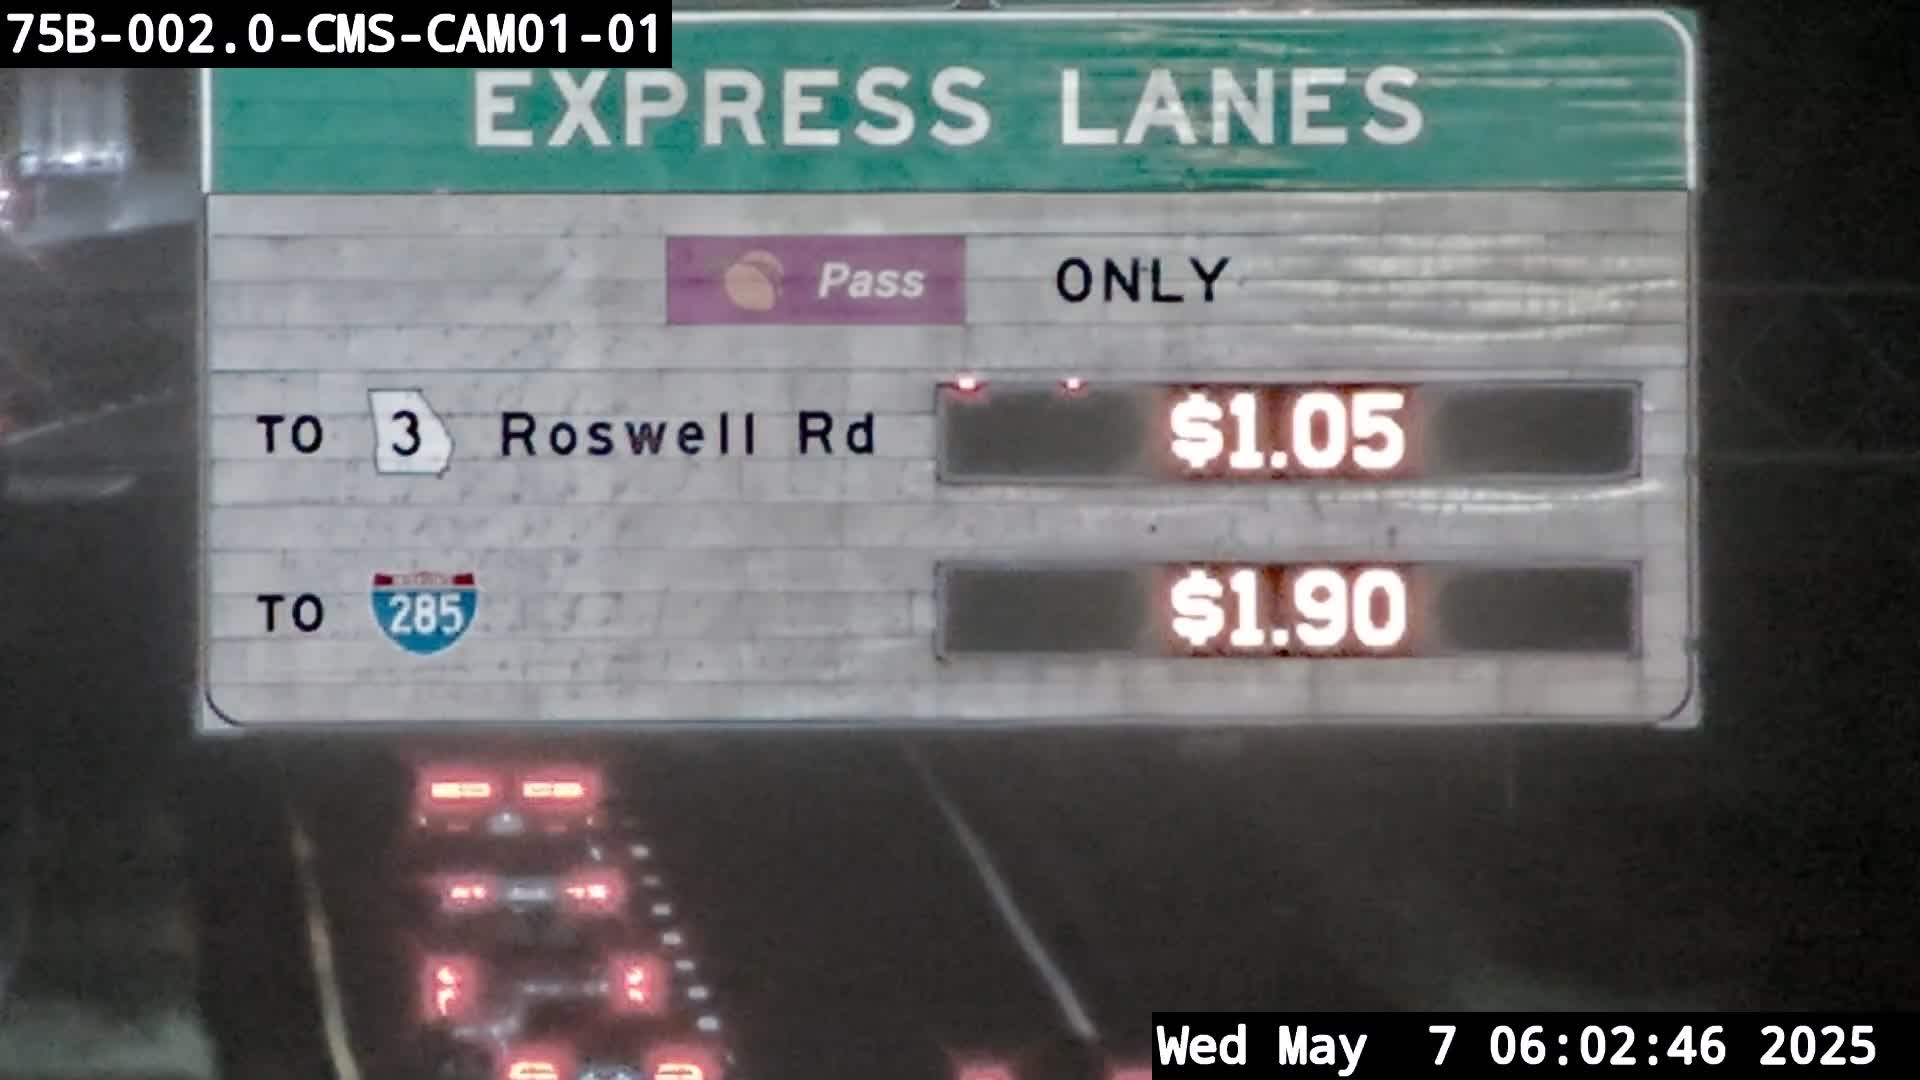 75B-002.0-CMS-CAM01-01
EXPRESS LANES
Pass ONLY
TO 3 Roswell Rd $1.05
TO 285 $1.90
Wed May 7 06:02:46 2025